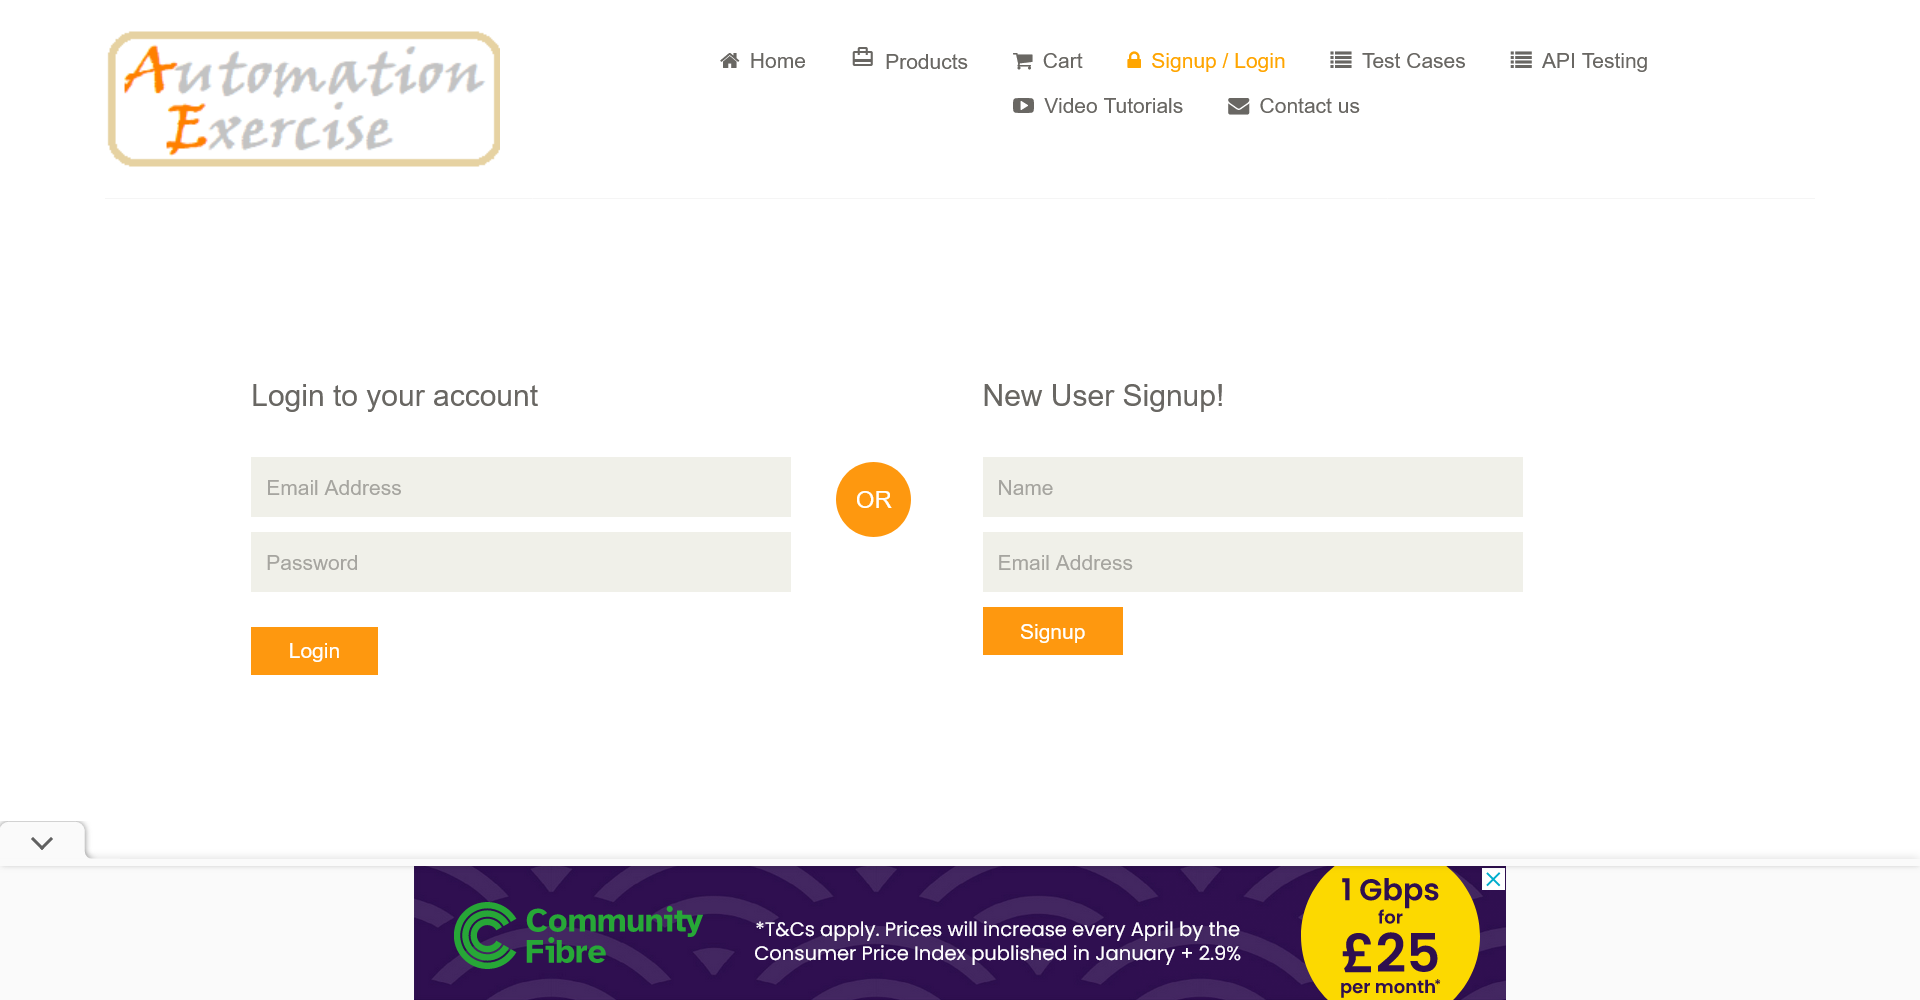 Automation
Exercise
Home Products Cart Signup / Login Test Cases API Testing
Video Tutorials Contact us
Login to your account
Email Address
Password
Login
OR
New User Signup!
Name
Email Address
Signup
Community
Fibre
*T&Cs apply. Prices will increase every April by the
Consumer Price Index published in January + 2.9%
1 Gbps
for
£25
per month*